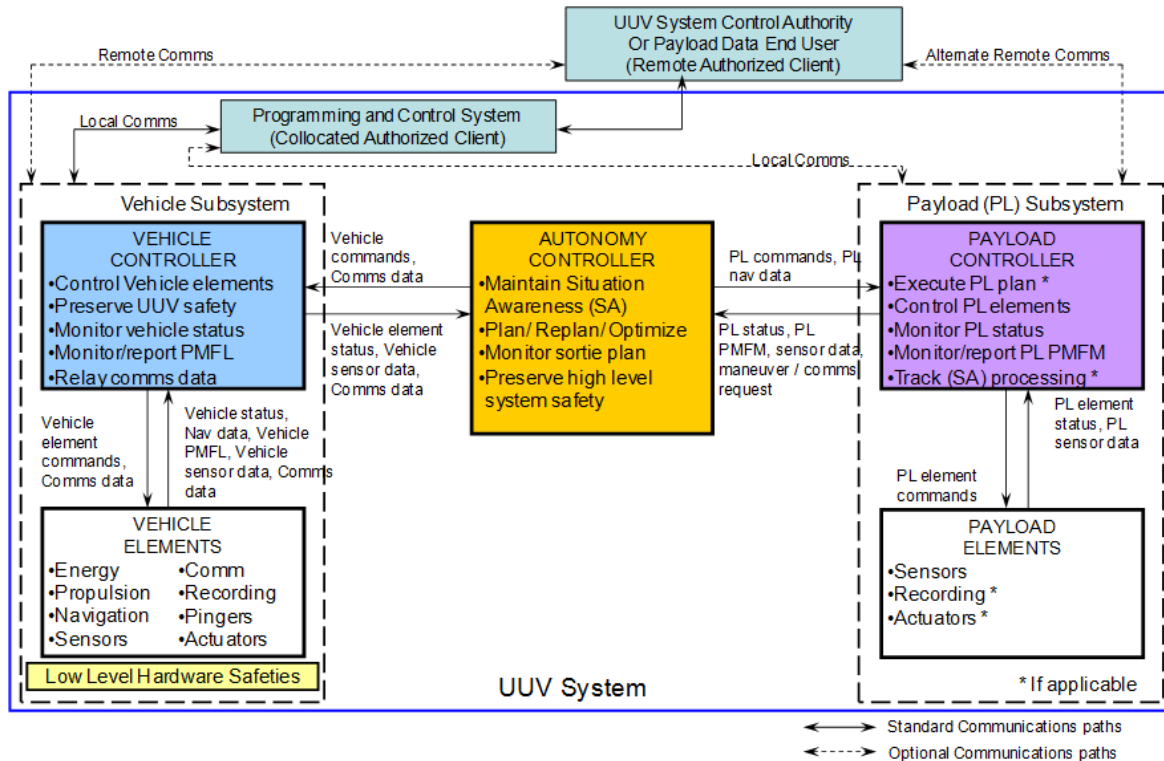 UUV System Control Authority
Or Payload Data End User
(Remote Authorized Client)
Remote Comms
Alternate Remote Comms
Programming and Control System
(Collocated Authorized Client)
Local Comms
Local Comms
Vehicle Subsystem
VEHICLE
CONTROLLER
•Control Vehicle elements
•Preserve UUV safety
•Monitor vehicle status
•Monitor/report PMFL
•Relay comms data
Vehicle
commands,
Comms data
Vehicle element
status, Vehicle
sensor data,
Comms data
AUTONOMY
CONTROLLER
•Maintain Situation
Awareness (SA)
•Plan/ Replan/ Optimize
•Monitor sortie plan
•Preserve high level
system safety
PL commands, PL
nav data
PL status, PL
PMFM, sensor data,
maneuver / comms
request
Payload (PL) Subsystem
PAYLOAD
CONTROLLER
•Execute PL plan *
•Control PL elements
•Monitor PL status
•Monitor/report PL PMFM
•Track (SA) processing *
Vehicle
element
commands,
Comms data
Vehicle status,
Nav data, Vehicle
PMFL, Vehicle
sensor data, Comms
data
PL element
status, PL
sensor data
PL element
commands
VEHICLE
ELEMENTS
•Energy
•Propulsion
•Navigation
•Sensors
•Comm
•Recording
•Pingers
•Actuators
Low Level Hardware Safeties
PAYLOAD
ELEMENTS
•Sensors
•Recording *
•Actuators *
UUV System
* If applicable
Standard Communications paths
Optional Communications paths